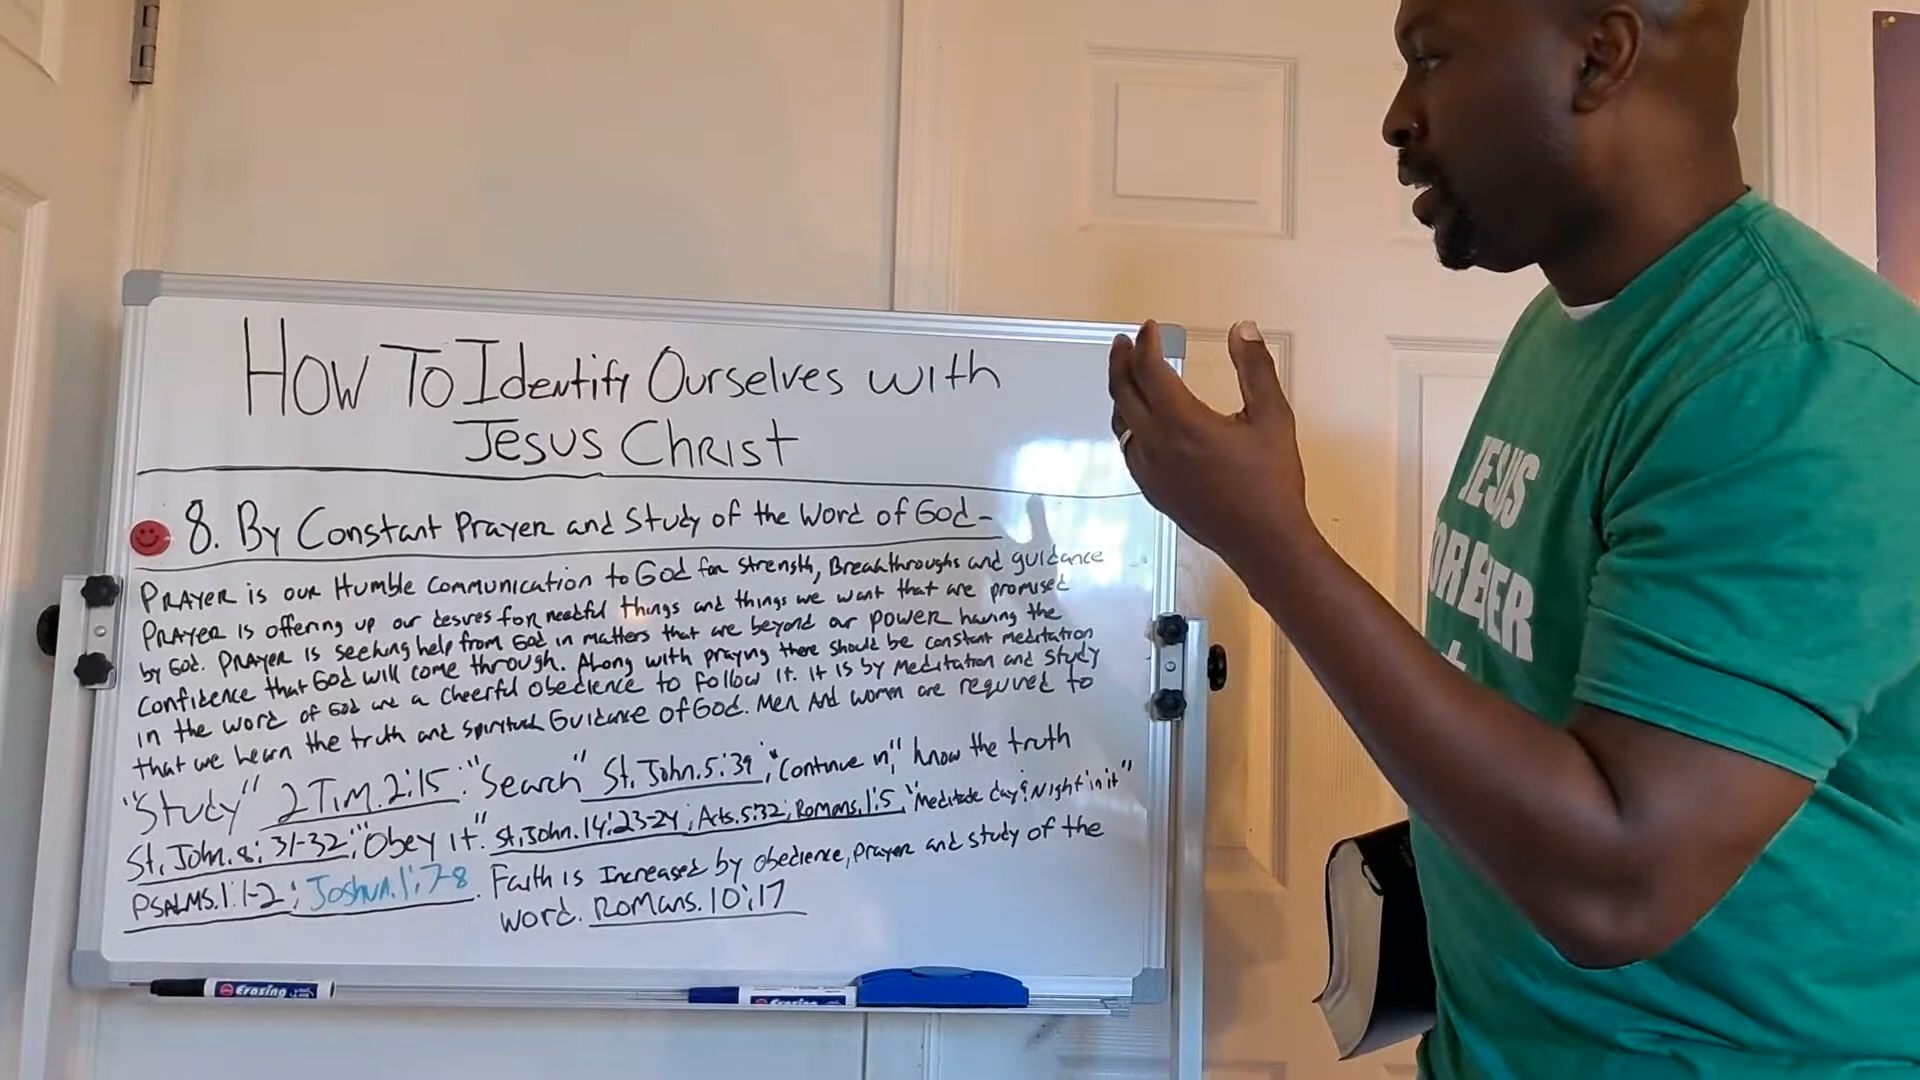 How To Identify Ourselves with
Jesus Christ
8. By Constant Prayer and Study of the Word of God-
Prayer is our Humble communication to God for strength, Breakthroughs and guidance
Prayer is offering up our desires for needful things and things we want that are promised
by God. Prayer is seeking help from God in matters that are beyond our power having the
confidence that God will come through. Along with praying there should be constant meditation
in the word of God and a cheerful obedience to follow it. It is by Meditation and Study
that we learn the truth and spiritual Guidance of God. Men And women are required to
"Study" 2 Tim. 2:15; "Search" St. John. 5:39; "Continue in," know the truth
St. John. 8:31-32; "Obey it" St. John. 14:23-24; Acts. 5:32; Romans. 1:5, "Meditate day & Night in it"
Psalms. 1:1-2; Joshua. 1:7-8. Faith is Increased by obedience, prayer and study of the
word. Romans. 10:17
Erasing
Erasing
JESUS
FOREVER